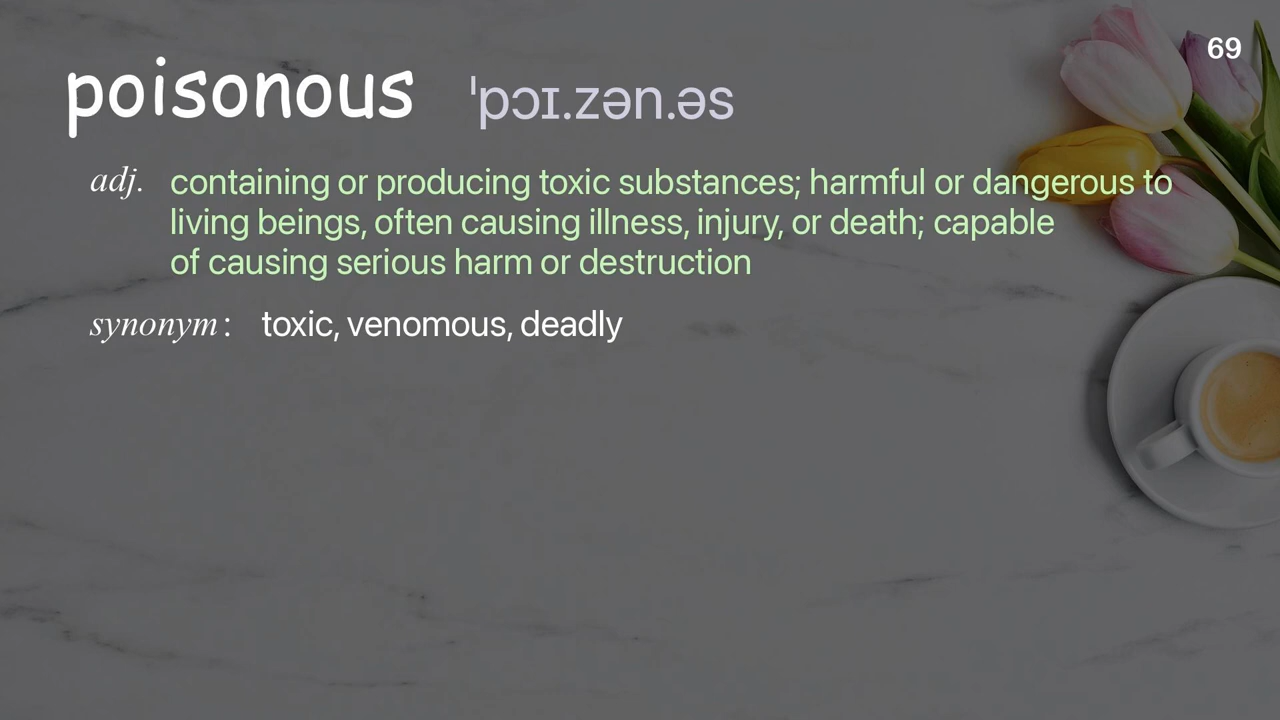 69
poisonous ˈpɔɪ.zən.əs
adj. containing or producing toxic substances; harmful or dangerous to
living beings, often causing illness, injury, or death; capable
of causing serious harm or destruction
synonym: toxic, venomous, deadly